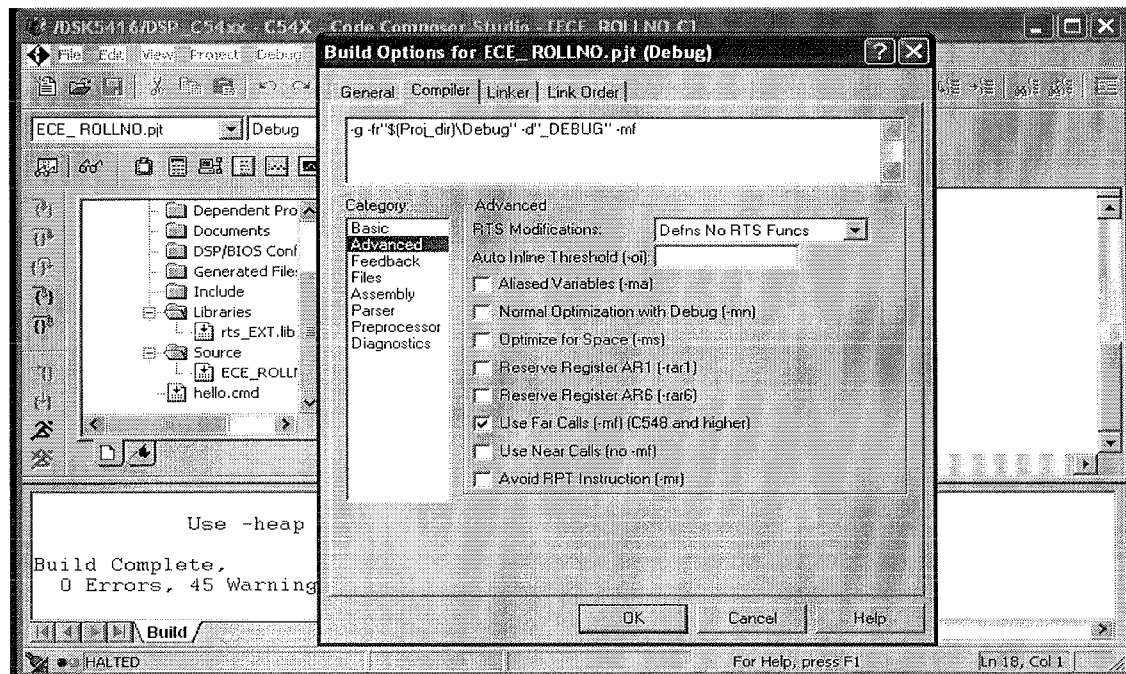 /DSK5416/DSP_C54xx - C54X - Code Composer Studio - [ECE_ROLLNO.C]
File Edit View Project Debug
Build Options for ECE_ ROLLNO.pjt (Debug)
General Compiler Linker Link Order
ECE_ ROLLNO.pjt Debug
-g -fr"$(Proj_dir)\Debug" -d"_DEBUG" -mf
Dependent Pro
Documents
DSP/BIOS Conf
Generated File
Include
Libraries
rts_EXT.lib
Source
ECE_ROLL
hello.cmd
Category:
Basic
Advanced
Feedback
Files
Assembly
Parser
Preprocessor
Diagnostics
Advanced
RTS Modifications: Defns No RTS Funcs
Auto Inline Threshold (-oi):
Aliased Variables (-ma)
Normal Optimization with Debug (-mn)
Optimize for Space (-ms)
Reserve Register AR1 (-rar1)
Reserve Register AR6 (-rar6)
Use Far Calls (-mf) (C548 and higher)
Use Near Calls (no -mf)
Avoid RPT Instruction (-mr)
Use -heap
Build Complete,
0 Errors, 45 Warning
OK Cancel Help
Build
HALTED For Help, press F1 Ln 18, Col 1